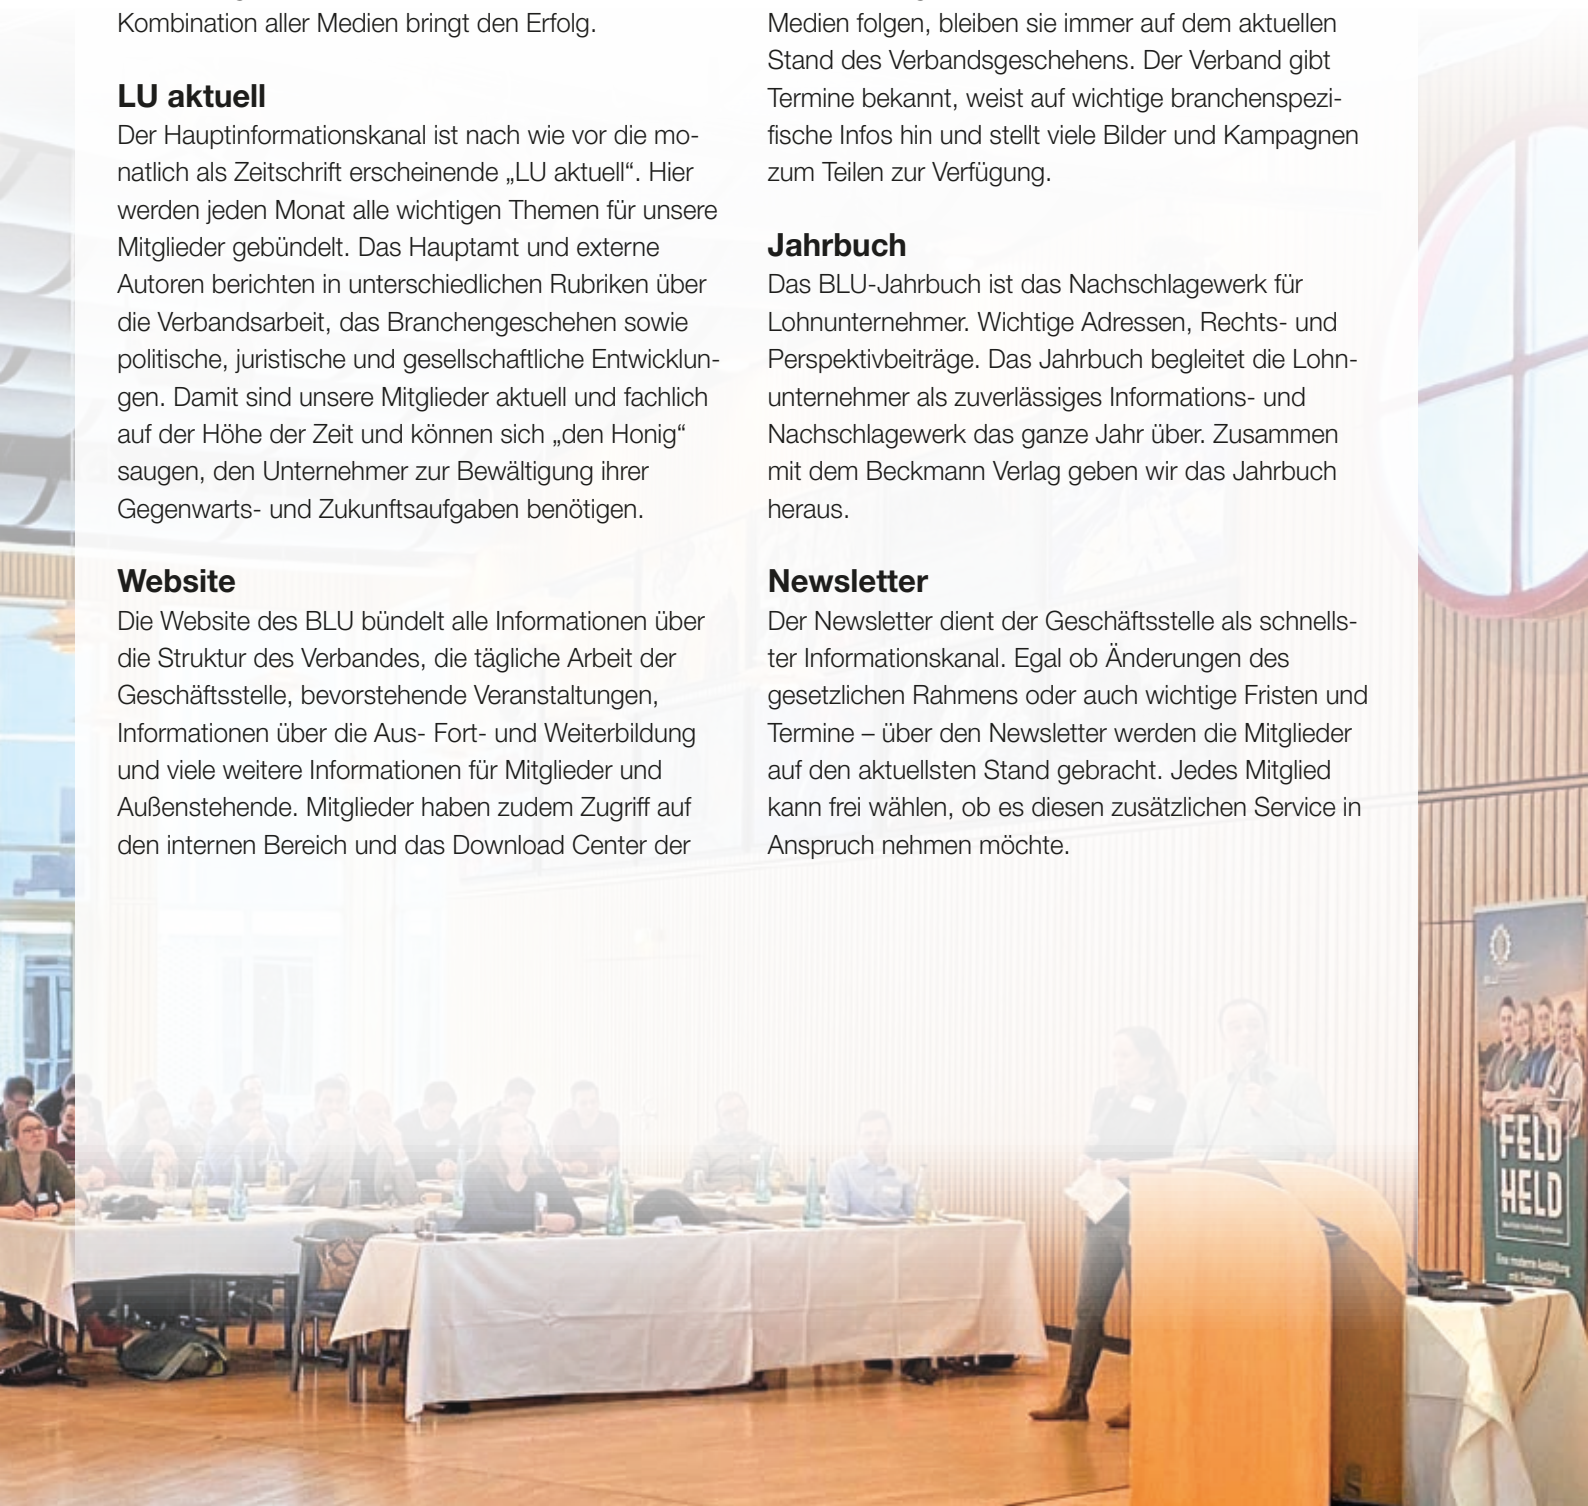 Kombination aller Medien bringt den Erfolg.
LU aktuell
Der Hauptinformationskanal ist nach wie vor die mo-
natlich als Zeitschrift erscheinende „LU aktuell“. Hier
werden jeden Monat alle wichtigen Themen für unsere
Mitglieder gebündelt. Das Hauptamt und externe
Autoren berichten in unterschiedlichen Rubriken über
die Verbandsarbeit, das Branchengeschehen sowie
politische, juristische und gesellschaftliche Entwicklun-
gen. Damit sind unsere Mitglieder aktuell und fachlich
auf der Höhe der Zeit und können sich „den Honig“
saugen, den Unternehmer zur Bewältigung ihrer
Gegenwarts- und Zukunftsaufgaben benötigen.
Website
Die Website des BLU bündelt alle Informationen über
die Struktur des Verbandes, die tägliche Arbeit der
Geschäftsstelle, bevorstehende Veranstaltungen,
Informationen über die Aus- Fort- und Weiterbildung
und viele weitere Informationen für Mitglieder und
Außenstehende. Mitglieder haben zudem Zugriff auf
den internen Bereich und das Download Center der
Medien folgen, bleiben sie immer auf dem aktuellen
Stand des Verbandsgeschehens. Der Verband gibt
Termine bekannt, weist auf wichtige branchenspezi-
fische Infos hin und stellt viele Bilder und Kampagnen
zum Teilen zur Verfügung.
Jahrbuch
Das BLU-Jahrbuch ist das Nachschlagewerk für
Lohnunternehmer. Wichtige Adressen, Rechts- und
Perspektivbeiträge. Das Jahrbuch begleitet die Lohn-
unternehmer als zuverlässiges Informations- und
Nachschlagewerk das ganze Jahr über. Zusammen
mit dem Beckmann Verlag geben wir das Jahrbuch
heraus.
Newsletter
Der Newsletter dient der Geschäftsstelle als schnells-
ter Informationskanal. Egal ob Änderungen des
gesetzlichen Rahmens oder auch wichtige Fristen und
Termine – über den Newsletter werden die Mitglieder
auf den aktuellsten Stand gebracht. Jedes Mitglied
kann frei wählen, ob es diesen zusätzlichen Service in
Anspruch nehmen möchte.
FELD
HELD
Eine moderne Ausbildung